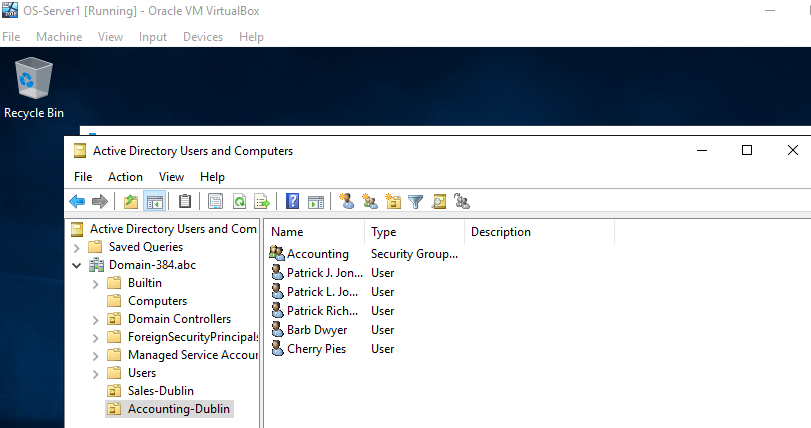 OS-Server1 [Running] - Oracle VM VirtualBox
File Machine View Input Devices Help
Recycle Bin
Active Directory Users and Computers
File Action View Help
Active Directory Users and Com
Saved Queries
Domain-384.abc
Builtin
Computers
Domain Controllers
ForeignSecurityPrincipals
Managed Service Accour
Users
Sales-Dublin
Accounting-Dublin
Name Type Description
Accounting Security Group...
Patrick J. Jon... User
Patrick L. Jo... User
Patrick Rich... User
Barb Dwyer User
Cherry Pies User